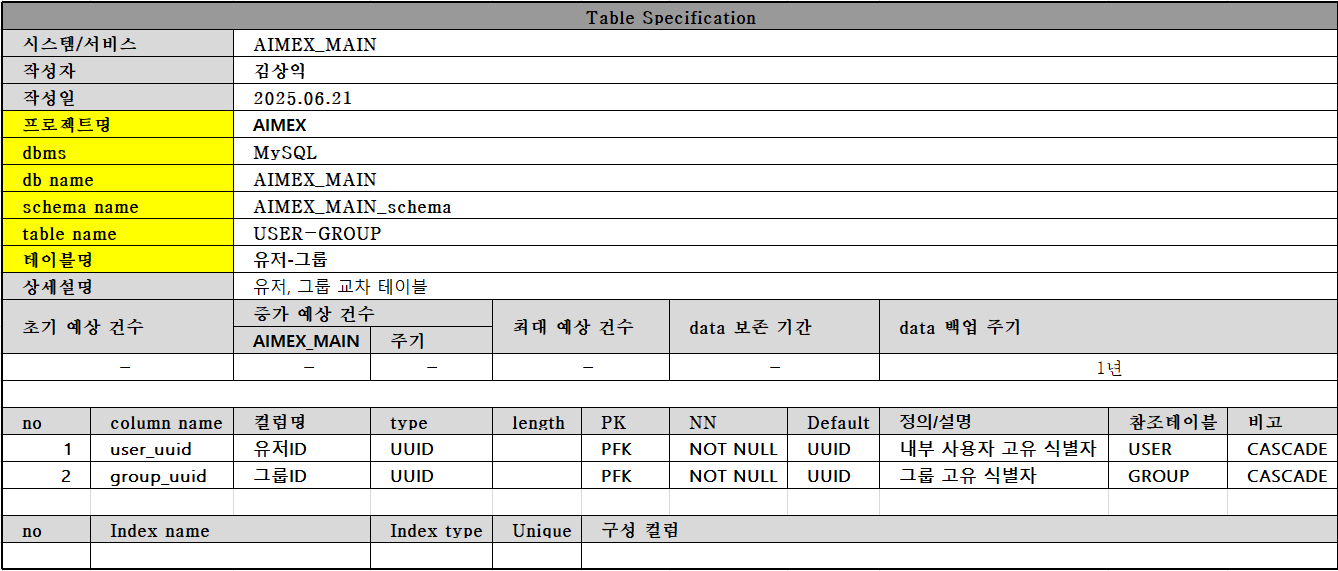 Table Specification
시스템/서비스 AIMEX_MAIN
작성자 김상익
작성일 2025.06.21
프로젝트명 AIMEX
dbms MySQL
db name AIMEX_MAIN
schema name AIMEX_MAIN_schema
table name USER-GROUP
테이블명 유저-그룹
상세설명 유저, 그룹 교차 테이블
초기 예상 건수 증가 예상 건수 최대 예상 건수 data 보존 기간 data 백업 주기
AIMEX_MAIN 주기
- - - - - 1년
no column name 컬럼명 type length PK NN Default 정의/설명 참조테이블 비고
1 user_uuid 유저ID UUID PFK NOT NULL UUID 내부 사용자 고유 식별자 USER CASCADE
2 group_uuid 그룹ID UUID PFK NOT NULL UUID 그룹 고유 식별자 GROUP CASCADE
no Index name Index type Unique 구성 컬럼